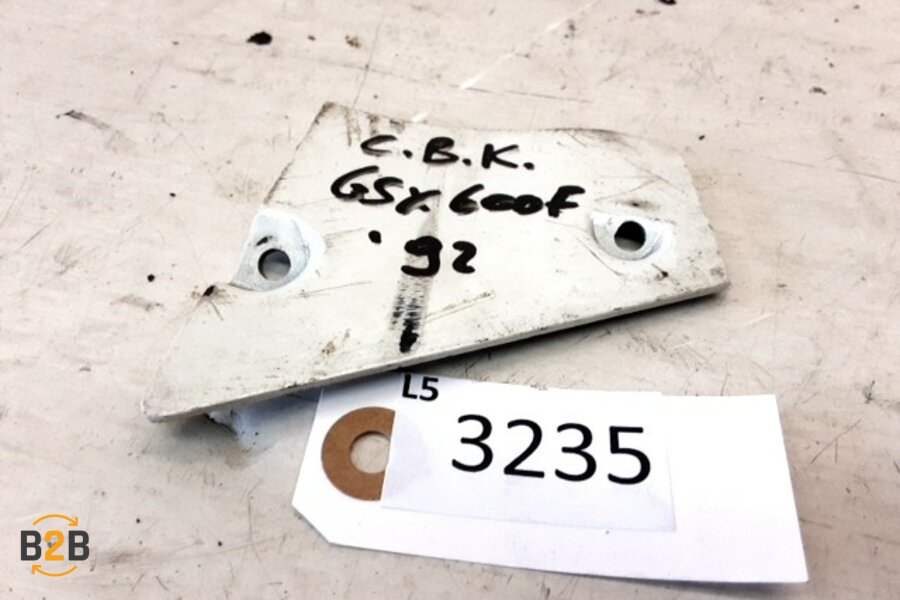 C.B.K.
GSX.600F
'92
L5
3235
B2B